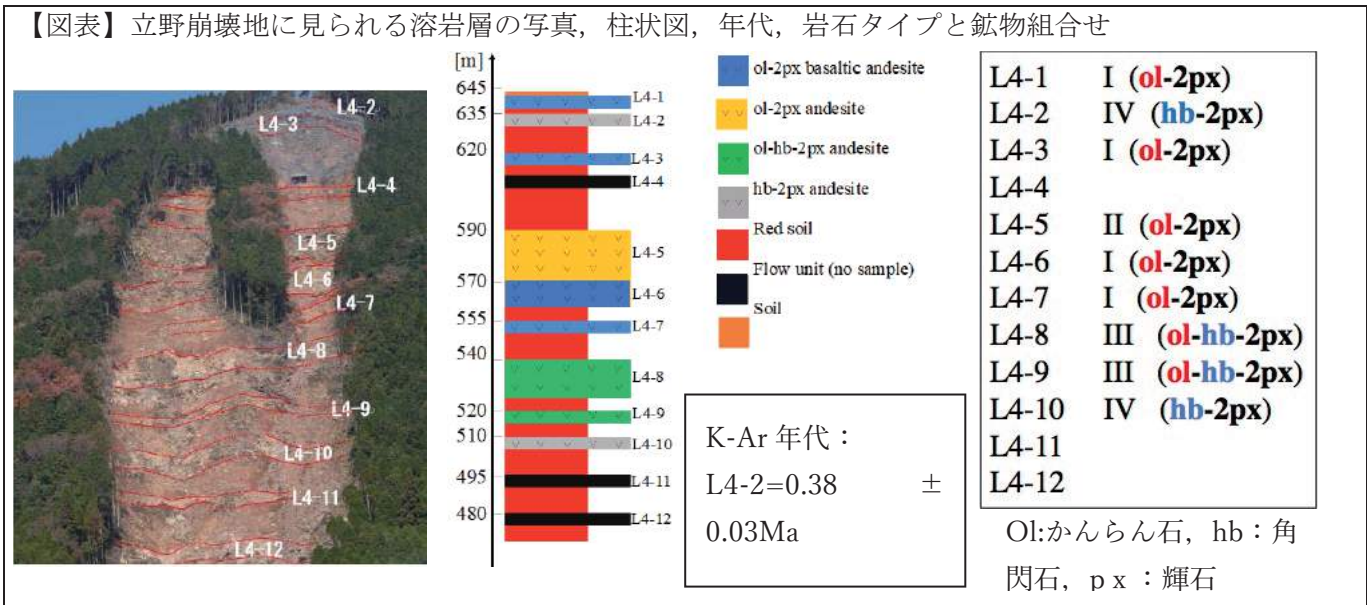 【図表】立野崩壊地に見られる溶岩層の写真，柱状図，年代，岩石タイプと鉱物組合せ
L4-2
L4-3
L4-4
L4-5
L4-6
L4-7
L4-8
L4-9
L4-10
L4-11
L4-12
[m]
645
635
620
590
570
555
540
520
510
495
480
L4-1
L4-2
L4-3
L4-4
L4-5
L4-6
L4-7
L4-8
L4-9
L4-10
L4-11
L4-12
ol-2px basaltic andesite
ol-2px andesite
ol-hb-2px andesite
hb-2px andesite
Red soil
Flow unit (no sample)
Soil
K-Ar 年代：
L4-2=0.38 ±
0.03Ma
L4-1 I (ol-2px)
L4-2 IV (hb-2px)
L4-3 I (ol-2px)
L4-4
L4-5 II (ol-2px)
L4-6 I (ol-2px)
L4-7 I (ol-2px)
L4-8 III (ol-hb-2px)
L4-9 III (ol-hb-2px)
L4-10 IV (hb-2px)
L4-11
L4-12
Ol:かんらん石，hb：角
閃石，ｐｘ：輝石